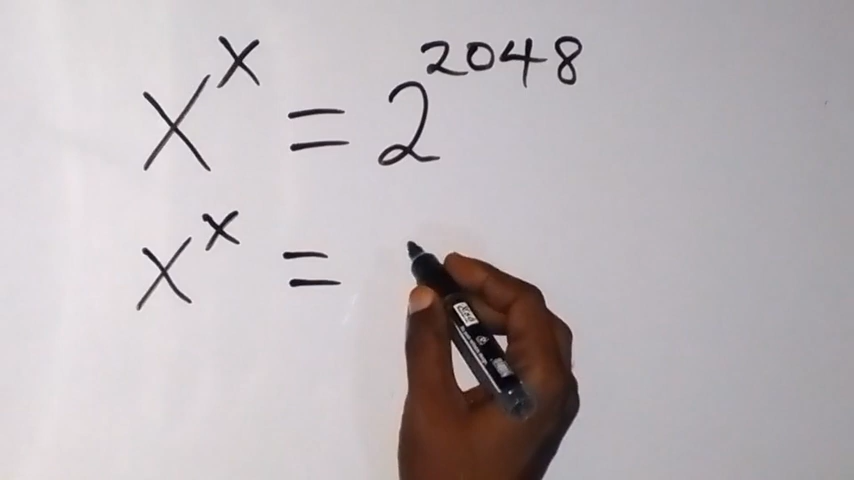 x^x = 2^2048
x^x =